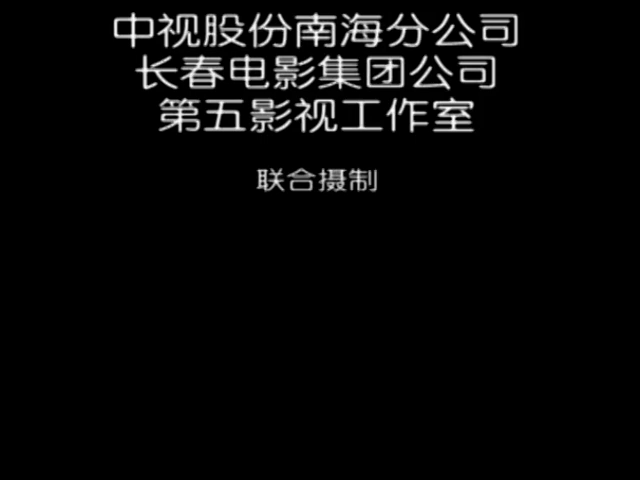 中视股份南海分公司
长春电影集团公司
第五影视工作室
联合摄制